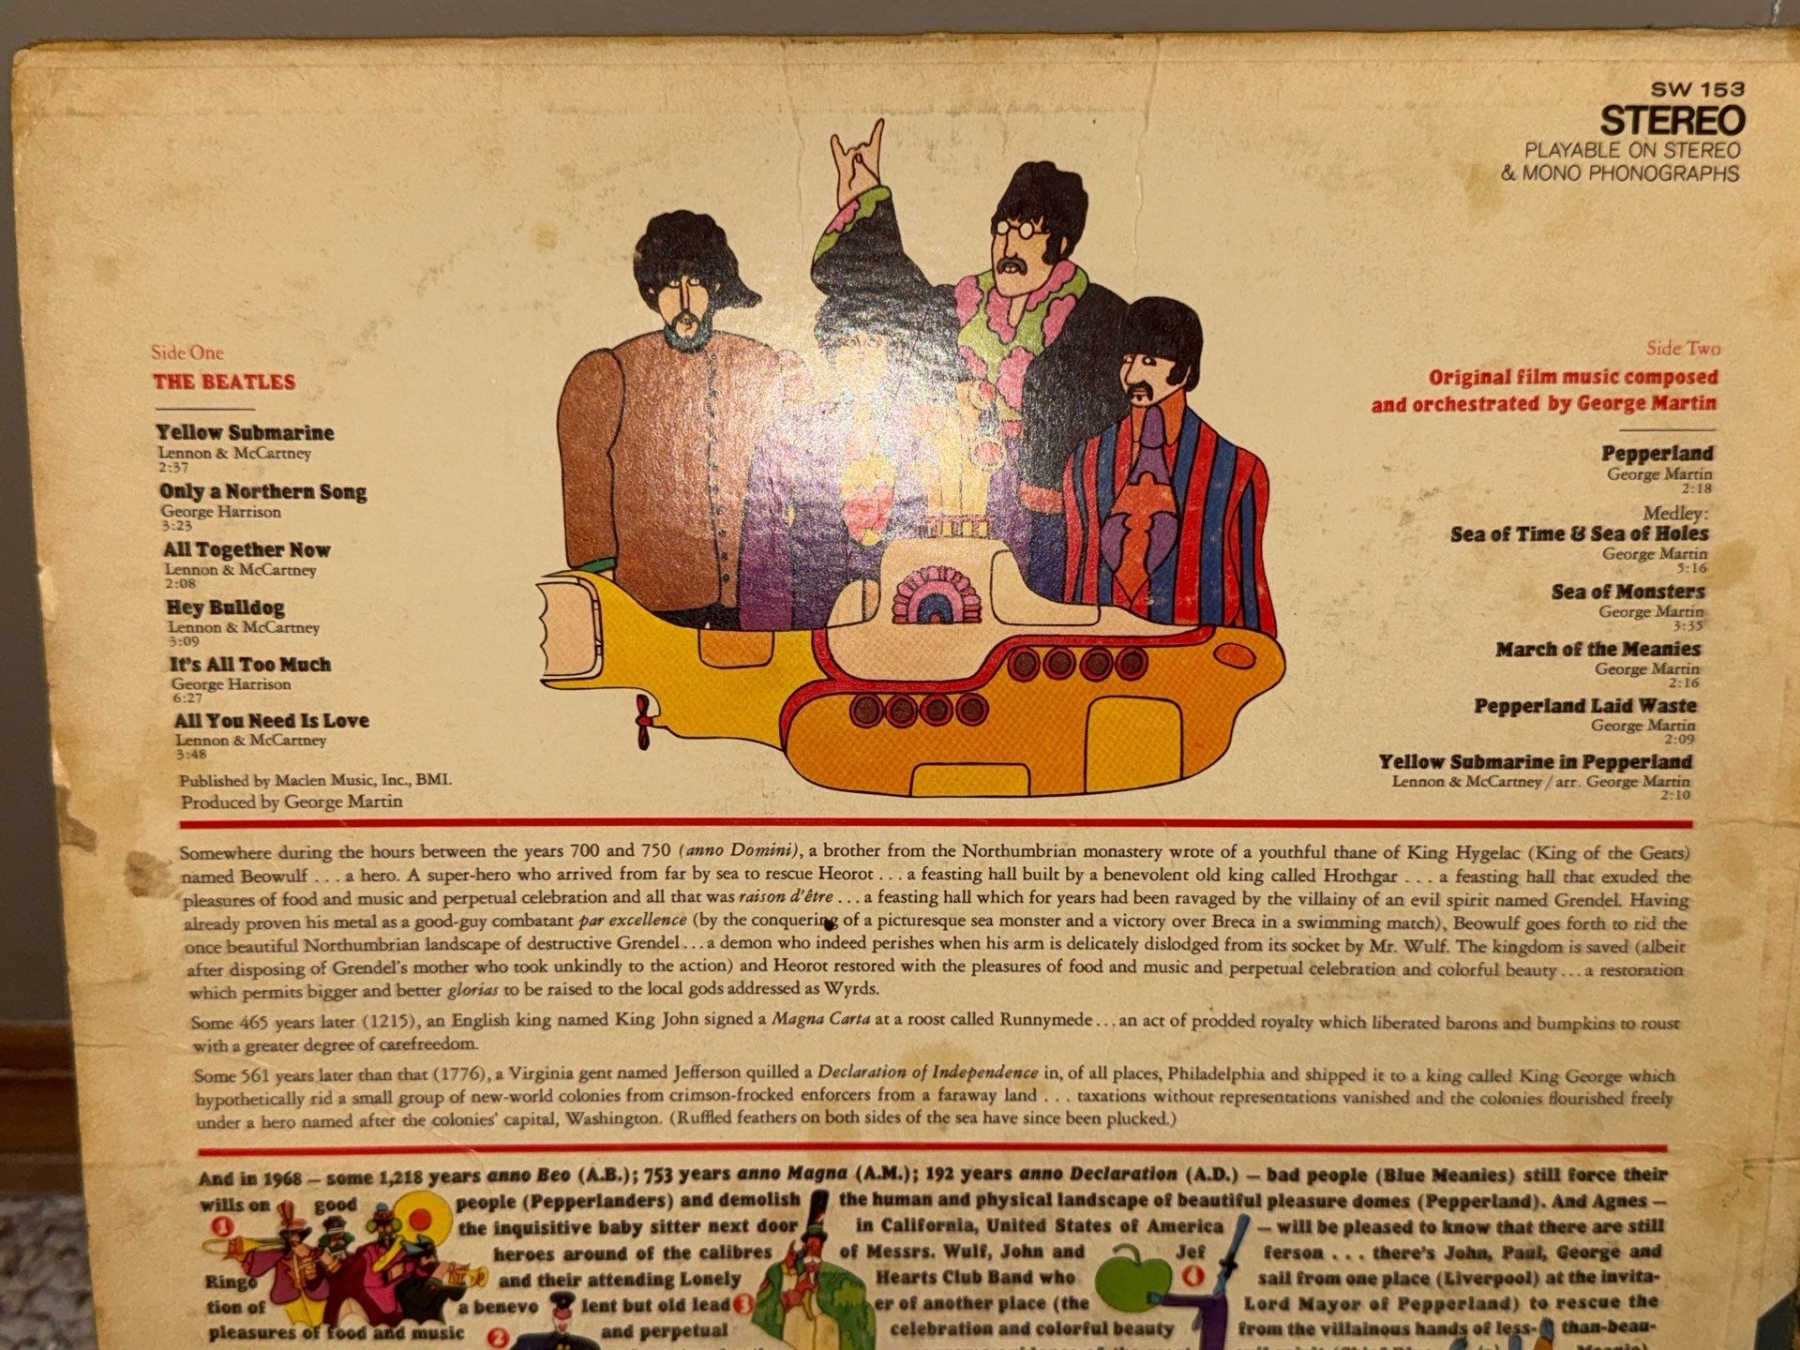 SW 153
STEREO
PLAYABLE ON STEREO
& MONO PHONOGRAPHS
Side One
THE BEATLES
Yellow Submarine
Lennon & McCartney
2:37
Only a Northern Song
George Harrison
3:23
All Together Now
Lennon & McCartney
2:08
Hey Bulldog
Lennon & McCartney
3:09
It's All Too Much
George Harrison
6:27
All You Need Is Love
Lennon & McCartney
3:48
Published by Maclen Music, Inc., BMI.
Produced by George Martin
Side Two
Original film music composed
and orchestrated by George Martin
Pepperland
George Martin
2:18
Medley:
Sea of Time & Sea of Holes
George Martin
5:16
Sea of Monsters
George Martin
3:35
March of the Meanies
George Martin
2:16
Pepperland Laid Waste
George Martin
2:09
Yellow Submarine in Pepperland
Lennon & McCartney / arr. George Martin
2:10
Somewhere during the hours between the years 700 and 750 (anno Domini), a brother from the Northumbrian monastery wrote of a youthful thane of King Hygelac (King of the Geats)
named Beowulf . . . a hero. A super-hero who arrived from far by sea to rescue Heorot . . . a feasting hall built by a benevolent old king called Hrothgar . . . a feasting hall that exuded the
pleasures of food and music and perpetual celebration and all that was raison d'être . . . a feasting hall which for years had been ravaged by the villainy of an evil spirit named Grendel. Having
already proven his metal as a good-guy combatant par excellence (by the conquering of a picturesque sea monster and a victory over Breca in a swimming match), Beowulf goes forth to rid the
once beautiful Northumbrian landscape of destructive Grendel . . . a demon who indeed perishes when his arm is delicately dislodged from its socket by Mr. Wulf. The kingdom is saved (albeit
after disposing of Grendel's mother who took unkindly to the action) and Heorot restored with the pleasures of food and music and perpetual celebration and colorful beauty . . . a restoration
which permits bigger and better glorias to be raised to the local gods addressed as Wyrds.
Some 465 years later (1215), an English king named King John signed a Magna Carta at a roost called Runnymede . . . an act of prodded royalty which liberated barons and bumpkins to roust
with a greater degree of carefreedom.
Some 561 years later than that (1776), a Virginia gent named Jefferson quilled a Declaration of Independence in, of all places, Philadelphia and shipped it to a king called King George which
hypothetically rid a small group of new-world colonies from crimson-frocked enforcers from a faraway land . . . taxations without representations vanished and the colonies flourished freely
under a hero named after the colonies' capital, Washington. (Ruffled feathers on both sides of the sea have since been plucked.)
And in 1968 – some 1,218 years anno Beo (A.B.); 753 years anno Magna (A.M.); 192 years anno Declaration (A.D.) – bad people (Blue Meanies) still force their
wills on good people (Pepperlanders) and demolish the human and physical landscape of beautiful pleasure domes (Pepperland). And Agnes –
1 the inquisitive baby sitter next door in California, United States of America – will be pleased to know that there are still
heroes around of the calibres of Messrs. Wulf, John and Jef ferson . . . there's John, Paul, George and
Ringo and their attending Lonely Hearts Club Band who 4 sail from one place (Liverpool) at the invita-
tion of a benevo lent but old lead 3 er of another place (the Lord Mayor of Pepperland) to rescue the
pleasures of food and music 2 and perpetual celebration and colorful beauty from the villainous hands of less- than-beau-